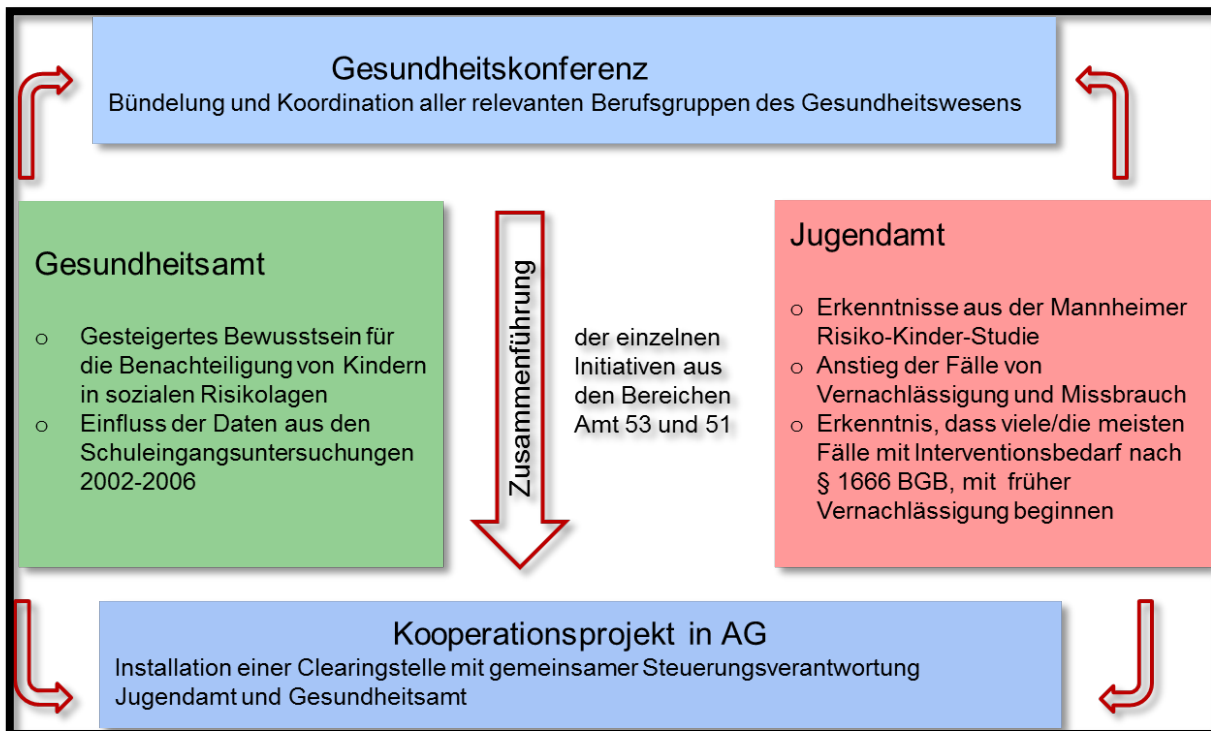 Gesundheitskonferenz
Bündelung und Koordination aller relevanten Berufsgruppen des Gesundheitswesens
Gesundheitsamt
o Gesteigertes Bewusstsein für
die Benachteiligung von Kindern
in sozialen Risikolagen
o Einfluss der Daten aus den
Schuleingangsuntersuchungen
2002-2006
Zusammenführung
der einzelnen
Initiativen aus
den Bereichen
Amt 53 und 51
Jugendamt
o Erkenntnisse aus der Mannheimer
Risiko-Kinder-Studie
o Anstieg der Fälle von
Vernachlässigung und Missbrauch
o Erkenntnis, dass viele/die meisten
Fälle mit Interventionsbedarf nach
§ 1666 BGB, mit früher
Vernachlässigung beginnen
Kooperationsprojekt in AG
Installation einer Clearingstelle mit gemeinsamer Steuerungsverantwortung
Jugendamt und Gesundheitsamt